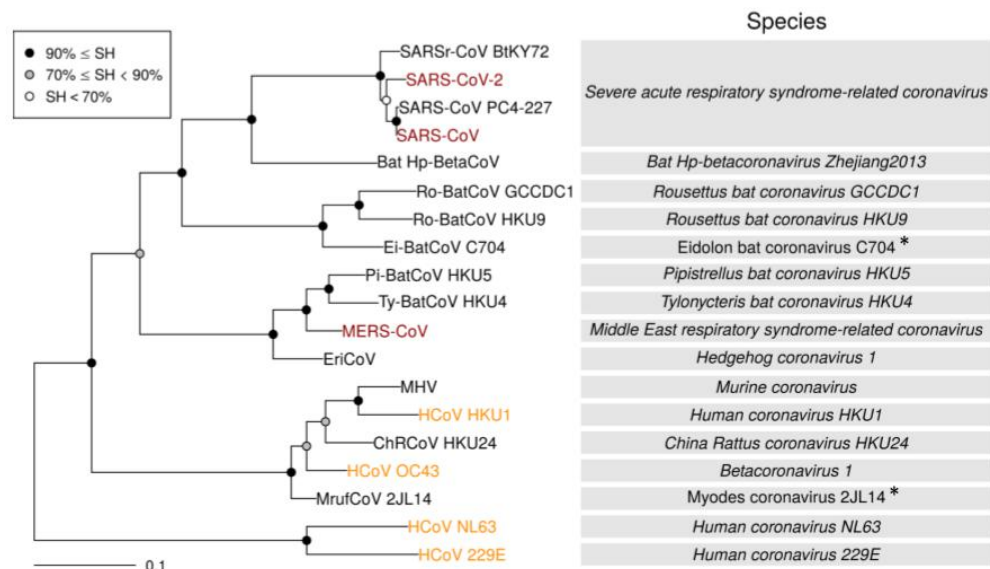 Species
90% ≤ SH
70% ≤ SH < 90%
SH < 70%
SARSr-CoV BtKY72
SARS-CoV-2
SARS-CoV PC4-227
SARS-CoV
Severe acute respiratory syndrome-related coronavirus
Bat Hp-BetaCoV Bat Hp-betacoronavirus Zhejiang2013
Ro-BatCoV GCCDC1 Rousettus bat coronavirus GCCDC1
Ro-BatCoV HKU9 Rousettus bat coronavirus HKU9
Ei-BatCoV C704 Eidolon bat coronavirus C704 *
Pi-BatCoV HKU5 Pipistrellus bat coronavirus HKU5
Ty-BatCoV HKU4 Tylonycteris bat coronavirus HKU4
MERS-CoV Middle East respiratory syndrome-related coronavirus
EriCoV Hedgehog coronavirus 1
MHV Murine coronavirus
HCoV HKU1 Human coronavirus HKU1
ChRCoV HKU24 China Rattus coronavirus HKU24
HCoV OC43 Betacoronavirus 1
MrufCoV 2JL14 Myodes coronavirus 2JL14 *
HCoV NL63 Human coronavirus NL63
HCoV 229E Human coronavirus 229E
0.1